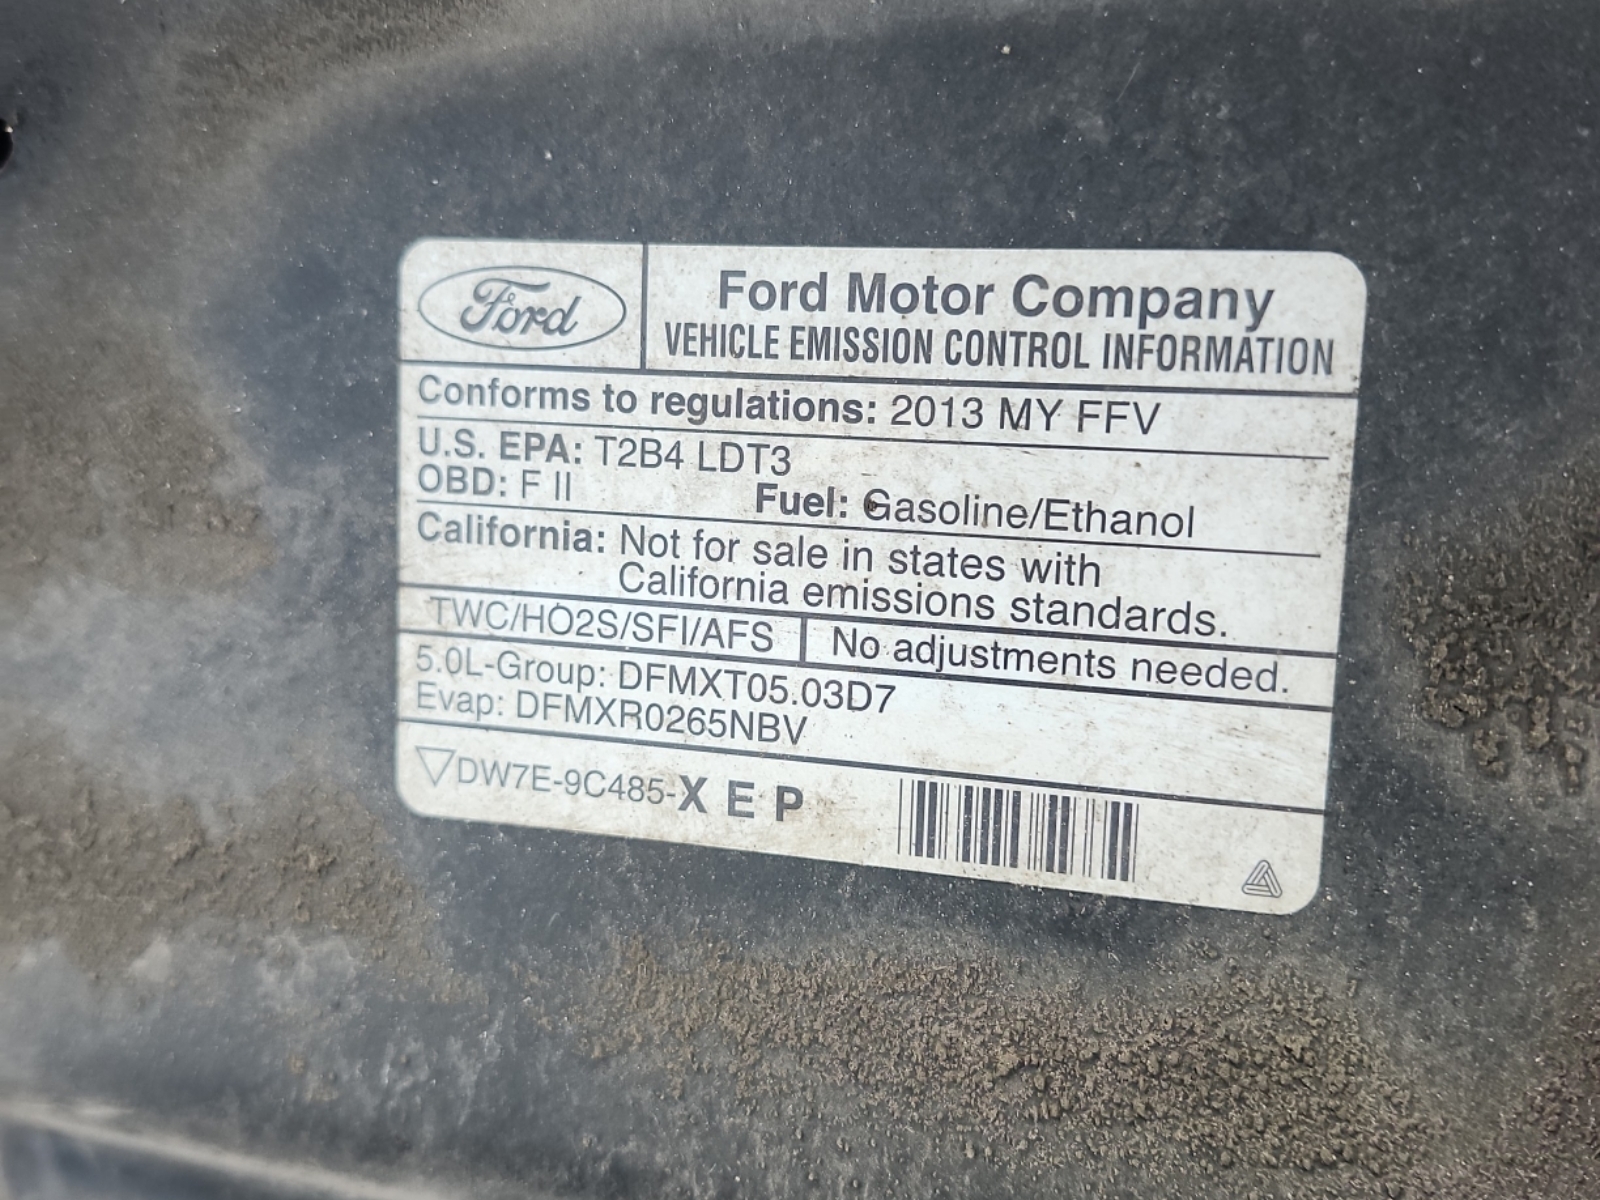 Ford
Ford Motor Company
VEHICLE EMISSION CONTROL INFORMATION
Conforms to regulations: 2013 MY FFV
U.S. EPA: T2B4 LDT3
OBD: F II Fuel: Gasoline/Ethanol
California: Not for sale in states with
California emissions standards.
TWC/HO2S/SFI/AFS No adjustments needed.
5.0L-Group: DFMXT05.03D7
Evap: DFMXR0265NBV
DW7E-9C485-X E P